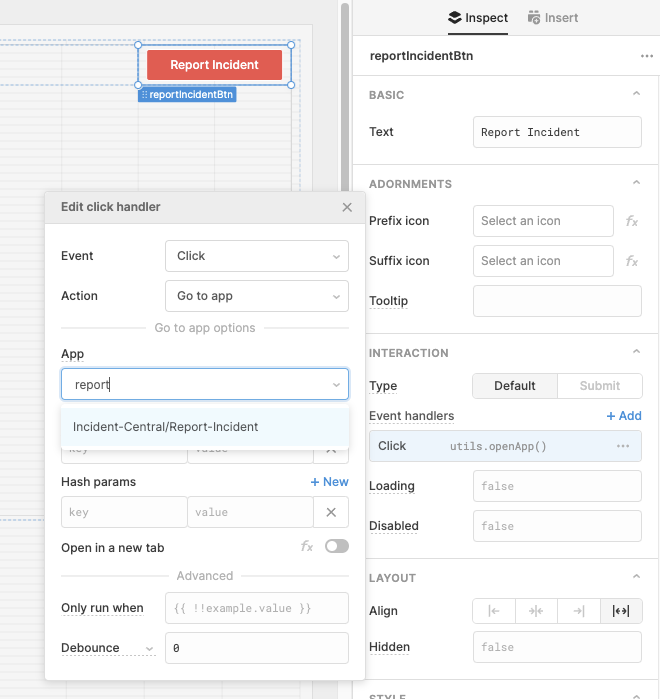 Inspect
Insert
Report Incident
reportIncidentBtn
reportIncidentBtn
BASIC
Text
Report Incident
ADORNMENTS
Prefix icon
Select an icon
fx
Suffix icon
Select an icon
fx
Tooltip
INTERACTION
Type
Default
Submit
Event handlers
+ Add
Click
utils.openApp()
Loading
false
Disabled
false
LAYOUT
Align
Hidden
false
STYLE
Edit click handler
Event
Click
Action
Go to app
Go to app options
App
report
Incident-Central/Report-Incident
key
value
Hash params
+ New
key
value
Open in a new tab
fx
Advanced
Only run when
{{ !!example.value }}
Debounce
0